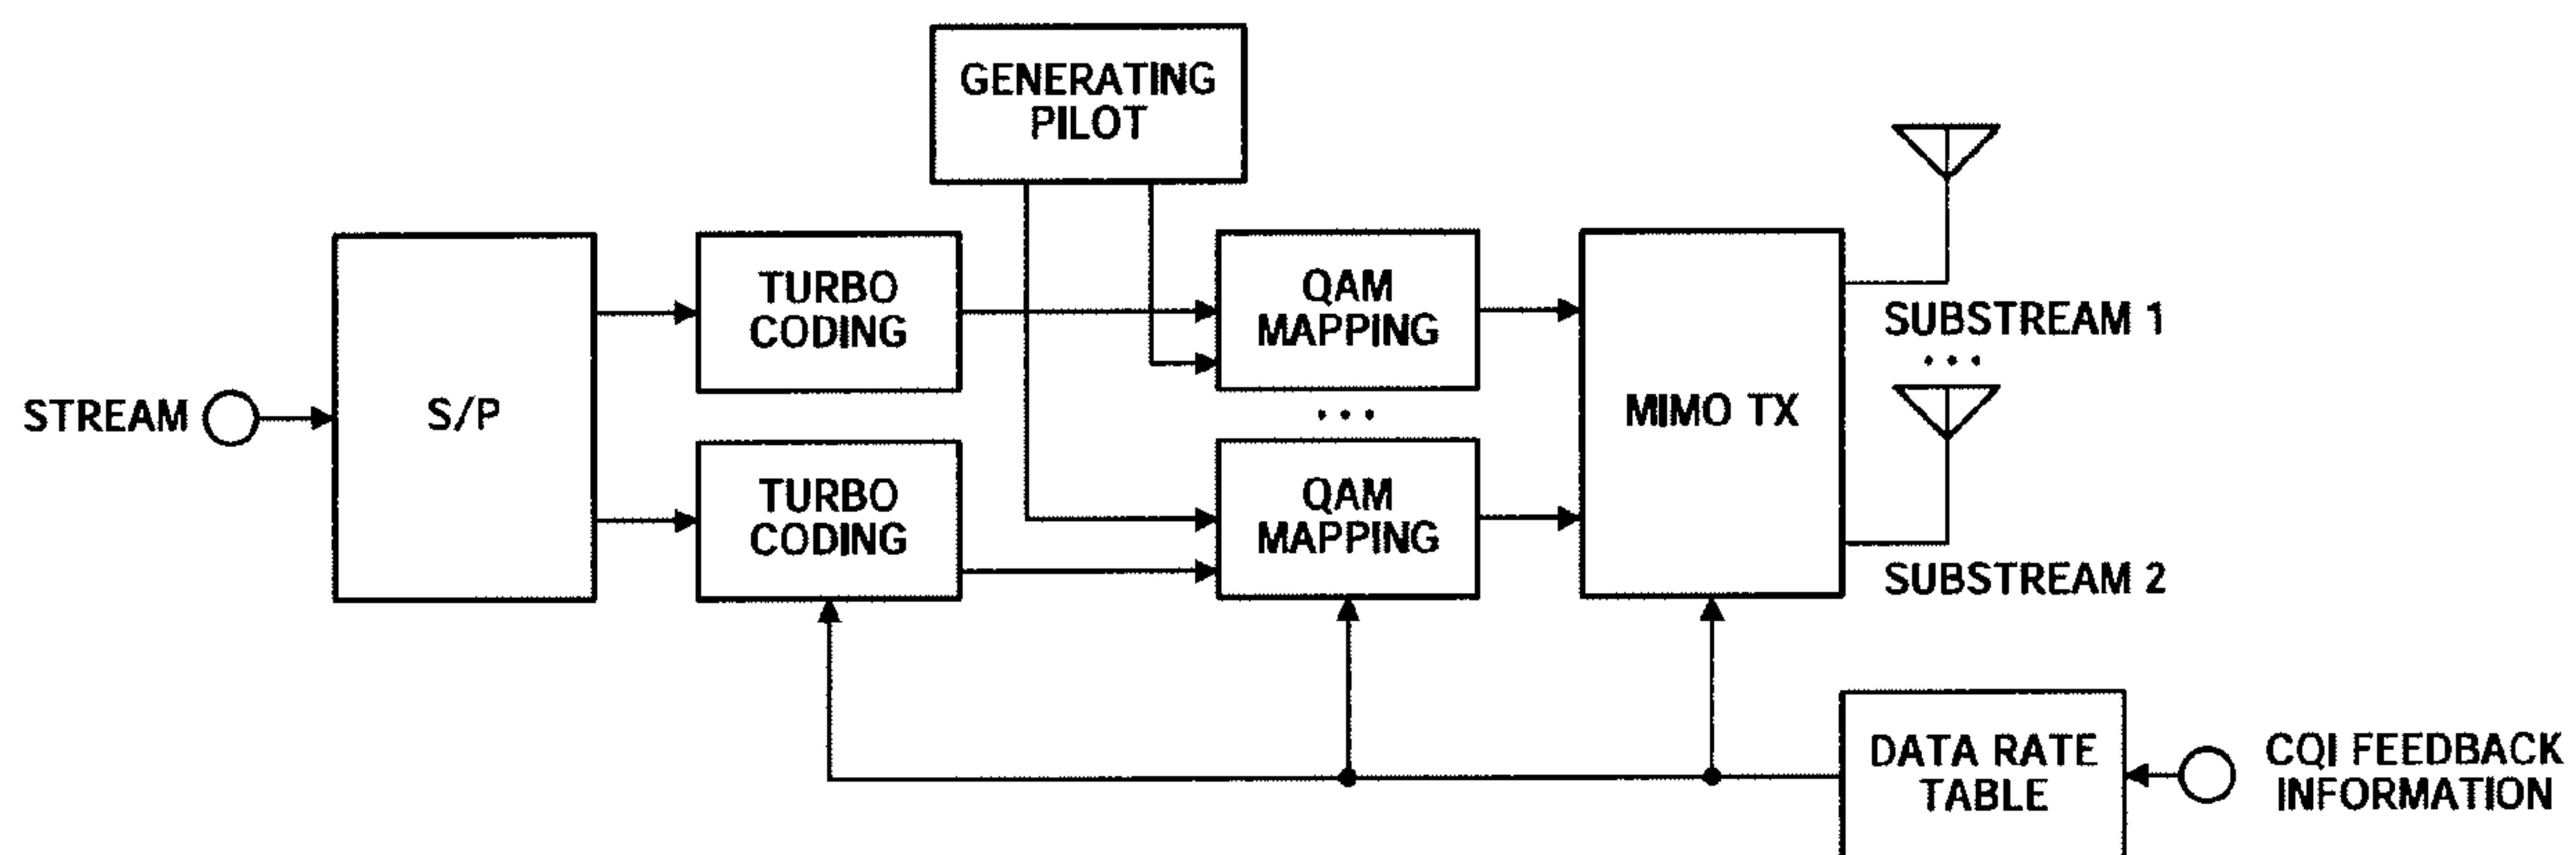 GENERATING
PILOT
STREAM
S/P
TURBO
CODING
QAM
MAPPING
MIMO TX
SUBSTREAM 1
...
TURBO
CODING
...
QAM
MAPPING
SUBSTREAM 2
DATA RATE
TABLE
CQI FEEDBACK
INFORMATION